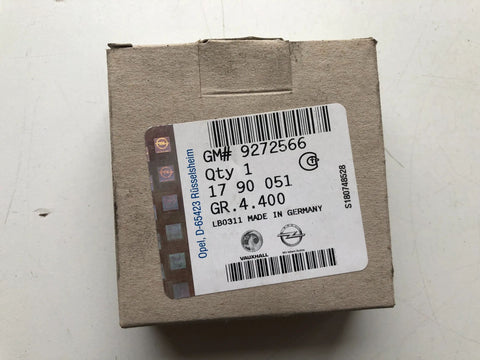 Opel, D-65423 Rüsselsheim
GM# 9272566
Qty 1
17 90 051
GR.4.400
LB0311 MADE IN GERMANY
VAUXHALL
S180748528